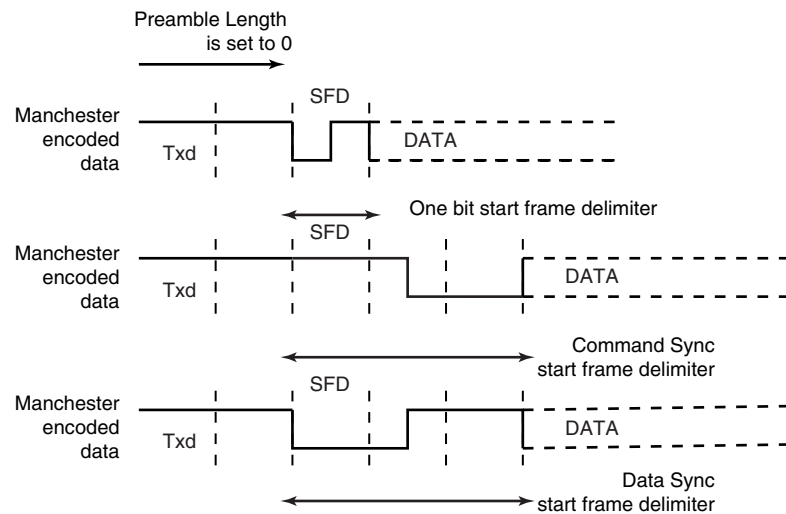 Preamble Length
is set to 0
SFD
Manchester
encoded
data
Txd
DATA
One bit start frame delimiter
SFD
Manchester
encoded
data
Txd
DATA
Command Sync
start frame delimiter
SFD
Manchester
encoded
data
Txd
DATA
Data Sync
start frame delimiter